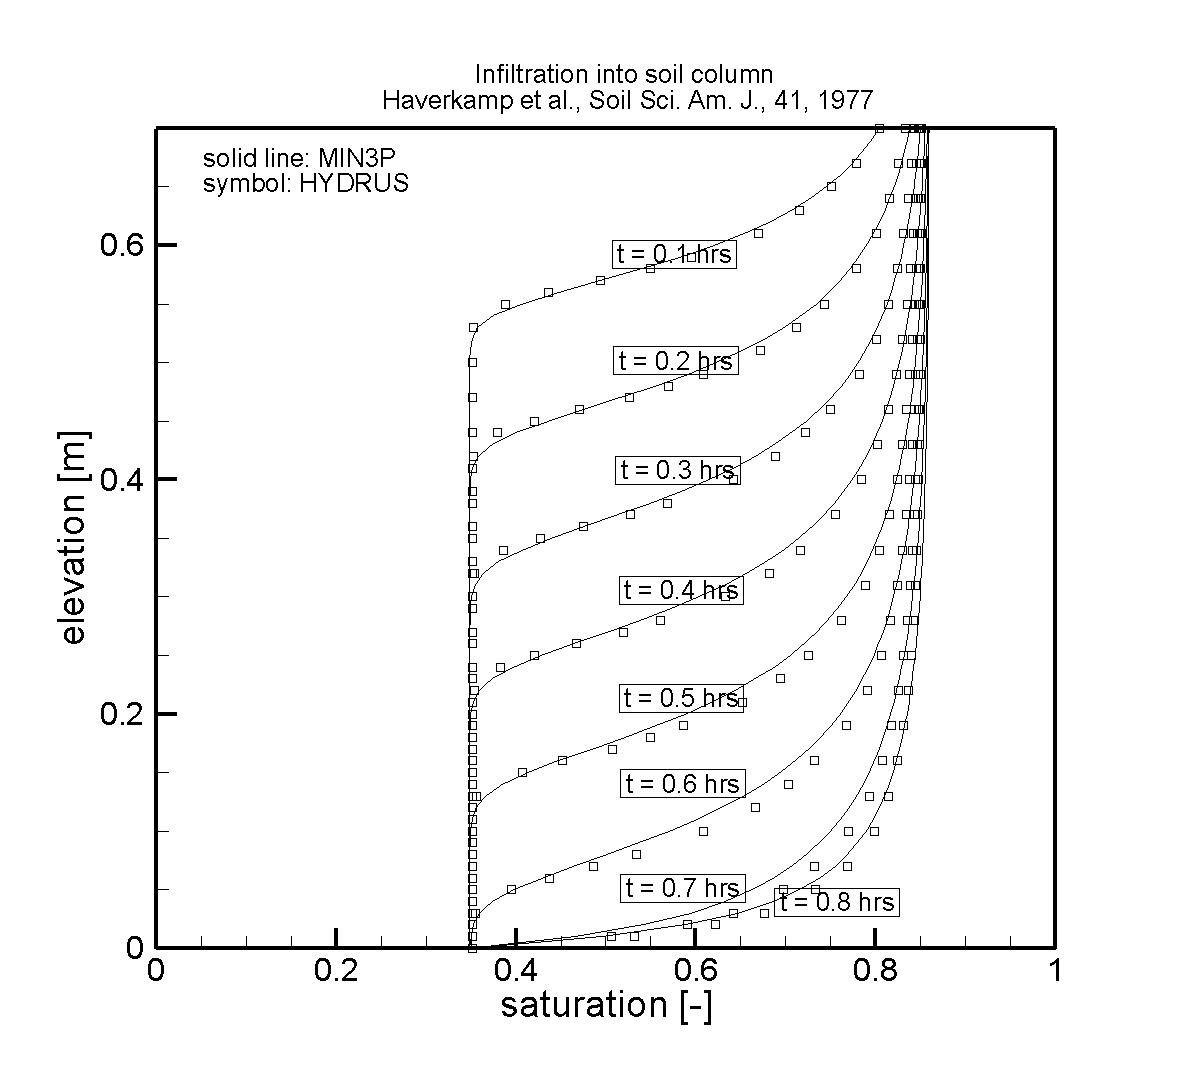 Infiltration into soil column
Haverkamp et al., Soil Sci. Am. J., 41, 1977
solid line: MIN3P
symbol: HYDRUS
t = 0.1 hrs
t = 0.2 hrs
t = 0.3 hrs
t = 0.4 hrs
t = 0.5 hrs
t = 0.6 hrs
t = 0.7 hrs
t = 0.8 hrs
elevation [m]
0.6
0.4
0.2
0
0 0.2 0.4 0.6 0.8 1
saturation [-]